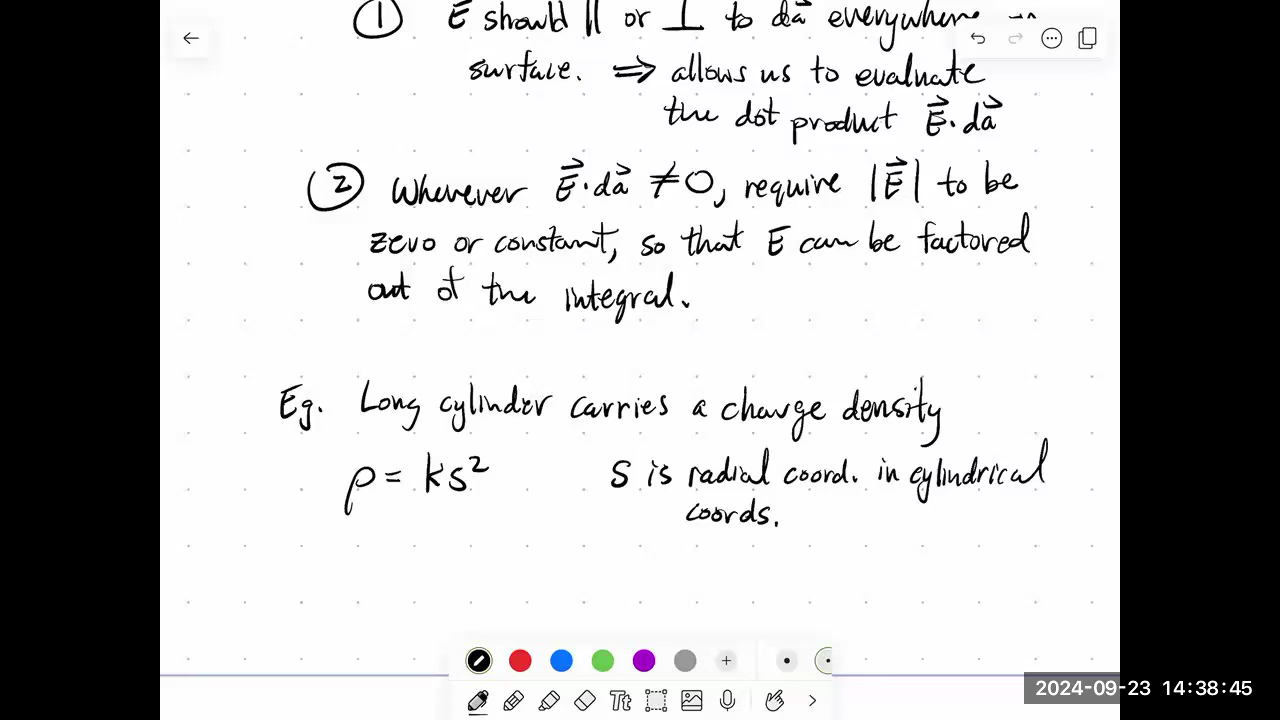 ① E⃗ should || or ⊥ to da⃗ everywhere
surface. ⇒ allows us to evaluate
the dot product E⃗·da⃗
② Whenever E⃗·da⃗ ≠ 0, require |E⃗| to be
zero or constant, so that E can be factored
out of the integral.
Eg. Long cylinder carries a charge density
ρ = ks² S is radial coord. in cylindrical
coords.
Tt
2024-09-23 14:38:45